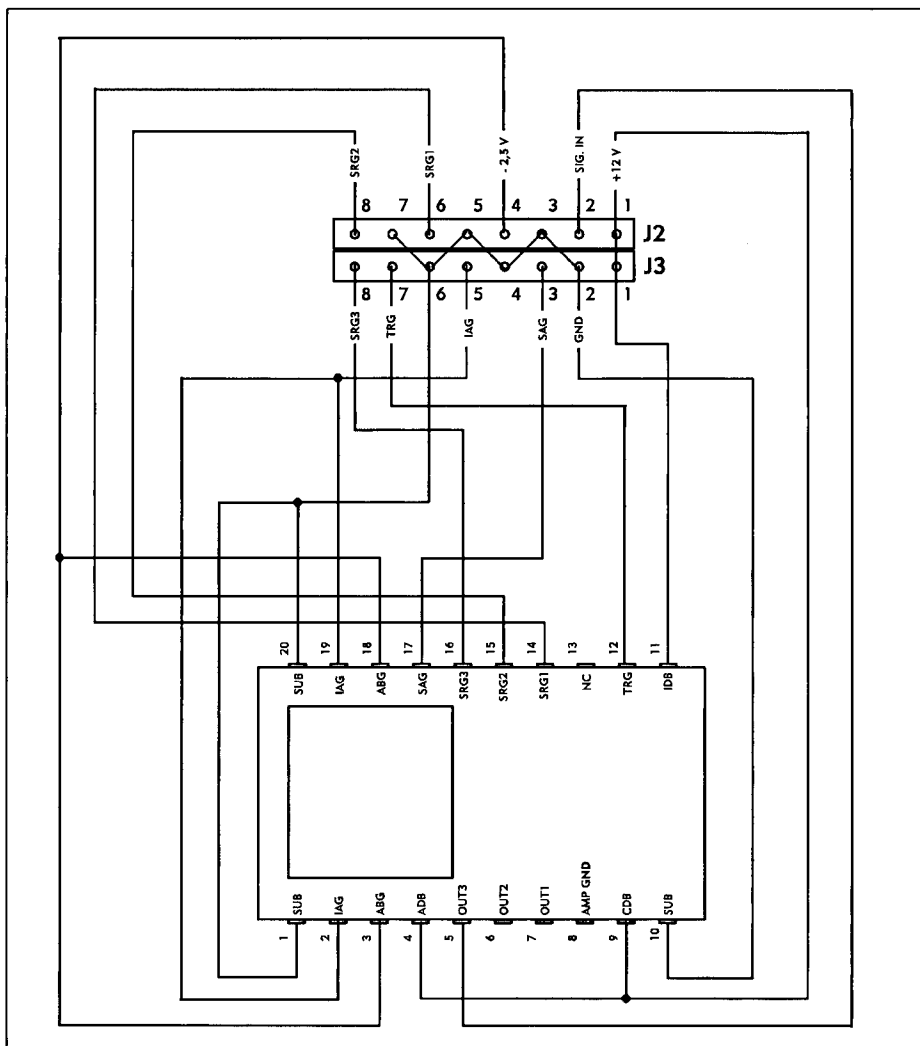 SRG2
SRG1
- 2,5 V
SIG. IN
+12 V
8 7 6 5 4 3 2 1
J2
J3
8 7 6 5 4 3 2 1
SRG3
TRG
IAG
SAG
GND
20 19 18 17 16 15 14 13 12 11
SUB IAG ABG SAG SRG3 SRG2 SRG1 NC TRG IDB
SUB IAG ABG ADB OUT3 OUT2 OUT1 AMP GND CDB SUB
1 2 3 4 5 6 7 8 9 10